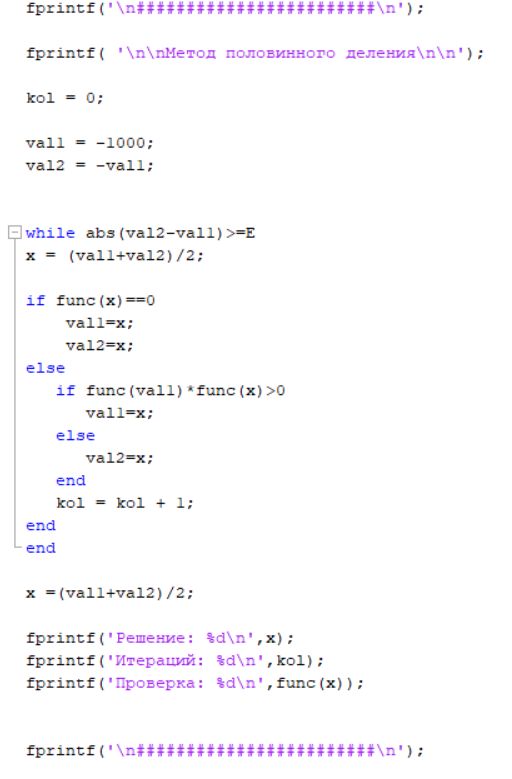 fprintf('\n########################\n');
fprintf( '\n\nМетод половинного деления\n\n');
kol = 0;
val1 = -1000;
val2 = -val1;
while abs(val2-val1)>=E
x = (val1+val2)/2;
if func(x)==0
val1=x;
val2=x;
else
if func(val1)*func(x)>0
val1=x;
else
val2=x;
end
kol = kol + 1;
end
end
x =(val1+val2)/2;
fprintf('Решение: %d\n',x);
fprintf('Итераций: %d\n',kol);
fprintf('Проверка: %d\n',func(x));
fprintf('\n########################\n');